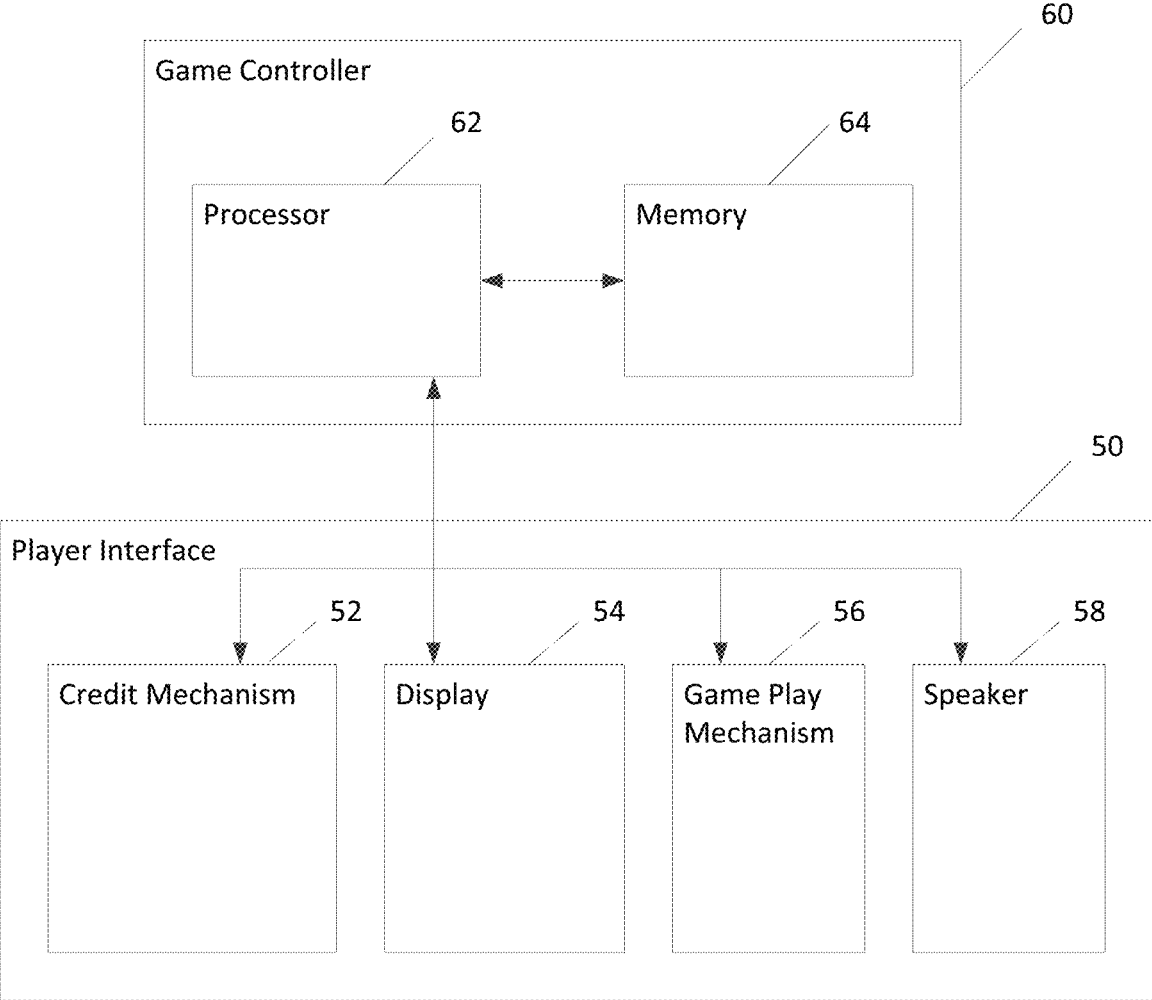 60
Game Controller
62
64
Processor
Memory
50
Player Interface
52
54
56
58
Credit Mechanism
Display
Game Play
Mechanism
Speaker